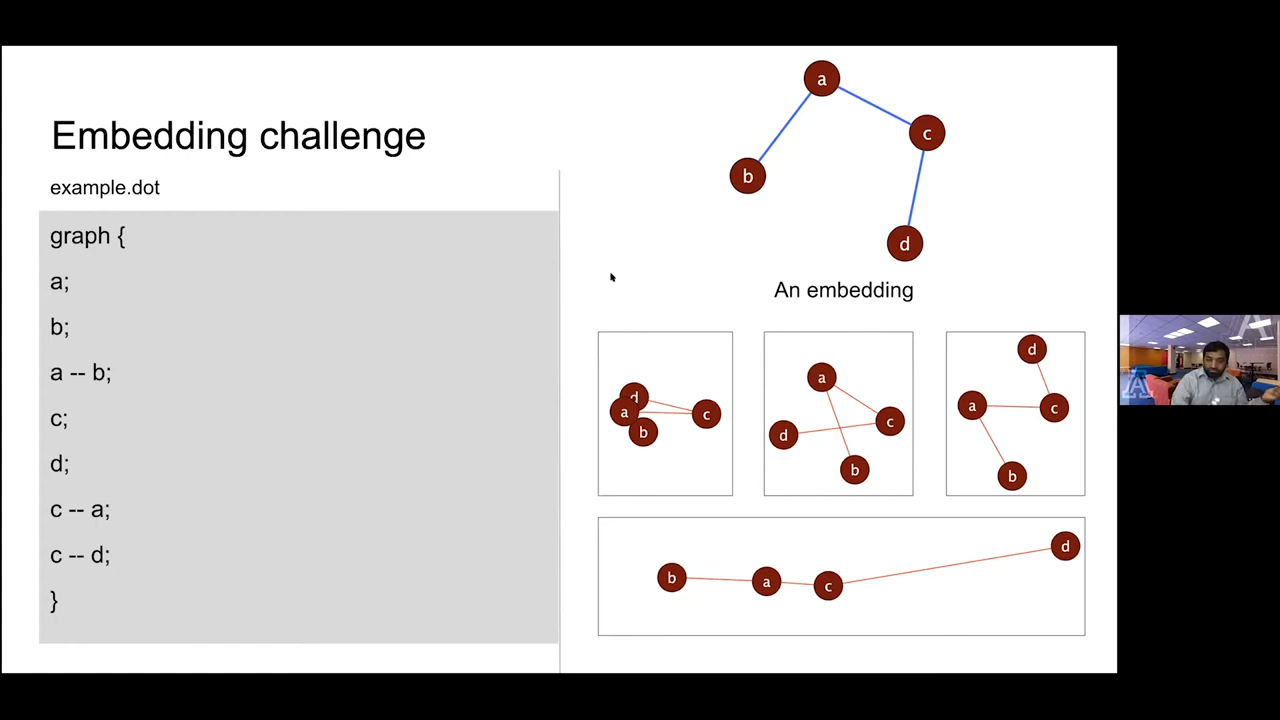 Embedding challenge
example.dot
graph {
a;
b;
a -- b;
c;
d;
c -- a;
c -- d;
}
a
c
b
d
An embedding
d
a
c
b
a
c
d
b
d
a
c
b
b
a
c
d
A
A